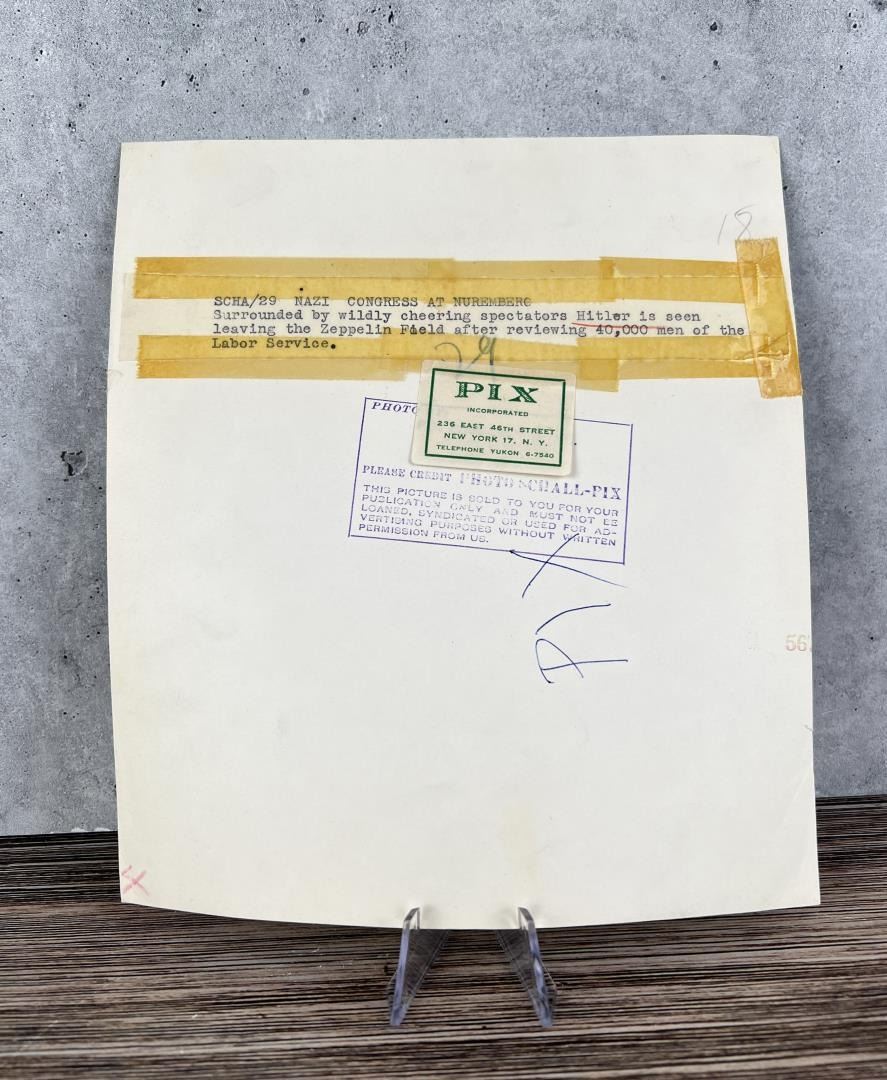 18
SCHA/29 NAZI CONGRESS AT NUREMBERG
Surrounded by wildly cheering spectators Hitler is seen
leaving the Zeppelin Field after reviewing 40,000 men of the
Labor Service.
PIX
INCORPORATED
236 EAST 46TH STREET
NEW YORK 17. N. Y.
TELEPHONE YUKON 6-7540
PHOTO
PLEASE CREDIT PHOTO SCHALL-PIX
THIS PICTURE IS SOLD TO YOU FOR YOUR
PUBLICATION ONLY AND MUST NOT BE
LOANED, SYNDICATED OR USED FOR AD-
VERTISING PURPOSES WITHOUT WRITTEN
PERMISSION FROM US.
PIX
56